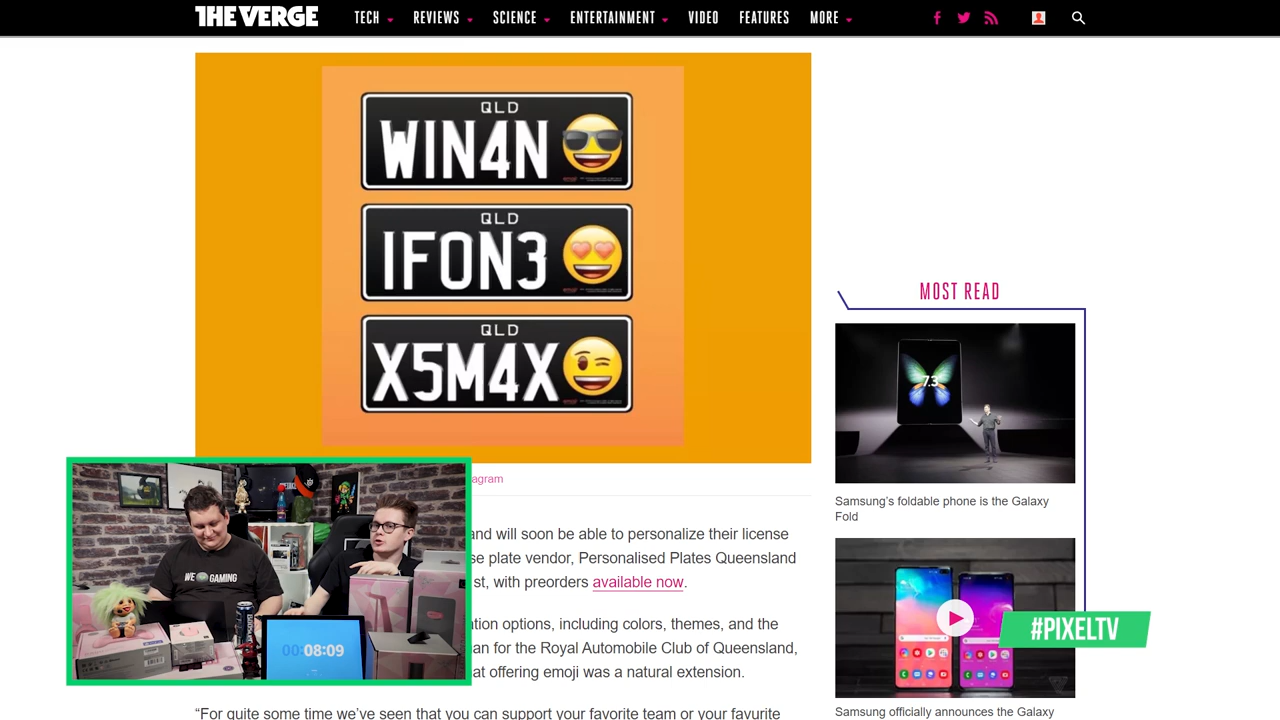 THE VERGE
TECH REVIEWS SCIENCE ENTERTAINMENT VIDEO FEATURES MORE
QLD
WIN4N
QLD
1FON3
QLD
X5M4X
MOST READ
7.3
Samsung’s foldable phone is the Galaxy
Fold
agram
and will soon be able to personalize their license
se plate vendor, Personalised Plates Queensland
st, with preorders available now.
tion options, including colors, themes, and the
an for the Royal Automobile Club of Queensland,
at offering emoji was a natural extension.
“For quite some time we’ve seen that you can support your favorite team or your favurite
WE GAMING
00:08:09
#PIXELTV
Samsung officially announces the Galaxy